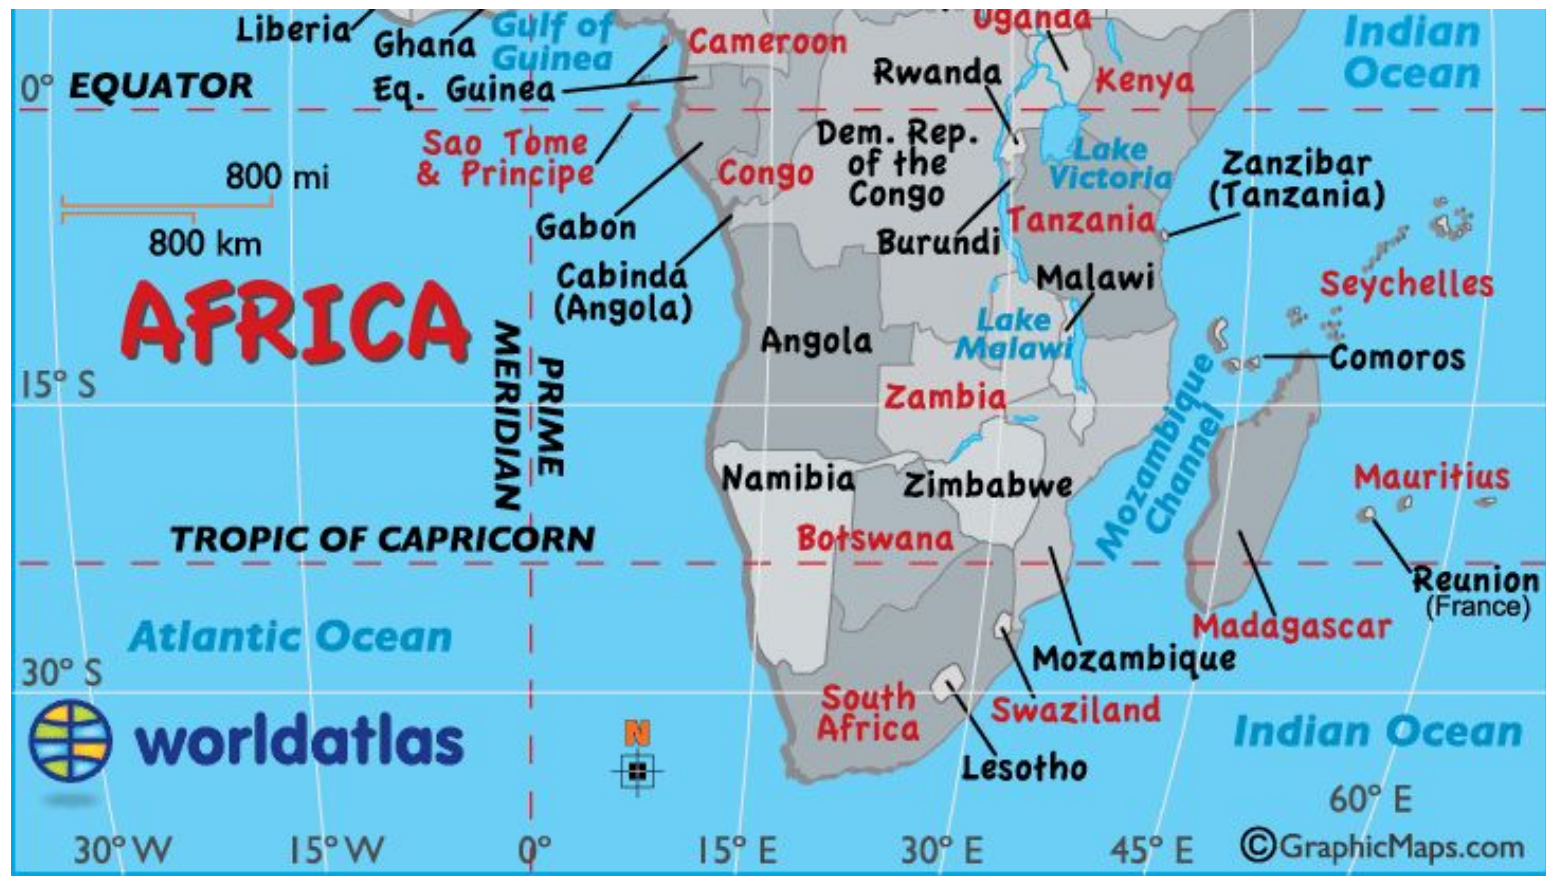 Liberia
Ghana
Gulf of
Guinea
Cameroon
Uganda
Indian
Ocean
0° EQUATOR
Eq. Guinea
Rwanda
Kenya
Sao Tome
& Principe
Dem. Rep.
of the
Congo
Congo
Lake
Victoria
Zanzibar
(Tanzania)
800 mi
800 km
Gabon
Burundi
Tanzania
Cabinda
(Angola)
Malawi
Seychelles
AFRICA
Angola
Lake
Malawi
Comoros
PRIME
MERIDIAN
15° S
Zambia
Mozambique
Channel
Namibia
Zimbabwe
Mauritius
TROPIC OF CAPRICORN
Botswana
Reunion
(France)
Atlantic Ocean
Madagascar
Mozambique
30° S
South
Africa
Swaziland
worldatlas
N
Indian Ocean
Lesotho
60° E
30° W
15° W
0°
15° E
30° E
45° E
©GraphicMaps.com